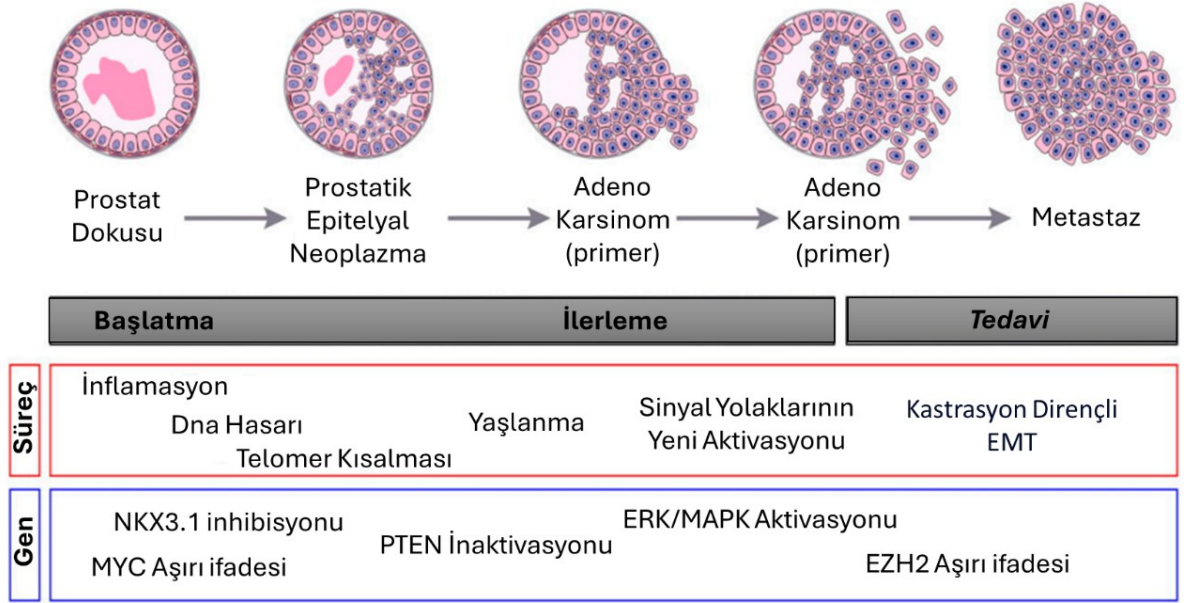 Prostat
Dokusu
Prostatik
Epitelyal
Neoplazma
Adeno
Karsinom
(primer)
Adeno
Karsinom
(primer)
Metastaz
Başlatma
İlerleme
Tedavi
Süreç
İnflamasyon
Dna Hasarı
Telomer Kısalması
Yaşlanma
Sinyal Yolaklarının
Yeni Aktivasyonu
Kastrasyon Dirençli
EMT
Gen
NKX3.1 inhibisyonu
MYC Aşırı ifadesi
PTEN İnaktivasyonu
ERK/MAPK Aktivasyonu
EZH2 Aşırı ifadesi